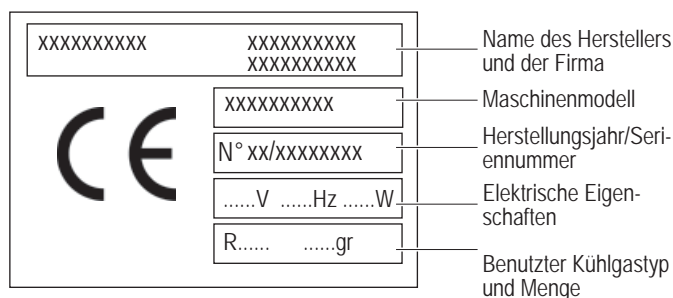 xxxxxxxxxx xxxxxxxxxx
xxxxxxxxxx
Name des Herstellers
und der Firma
xxxxxxxxxx
Maschinenmodell
CE
N° xx/xxxxxxxx
Herstellungsjahr/Seri-
ennummer
......V ......Hz ......W
Elektrische Eigen-
schaften
R...... ......gr
Benutzter Kühlgastyp
und Menge